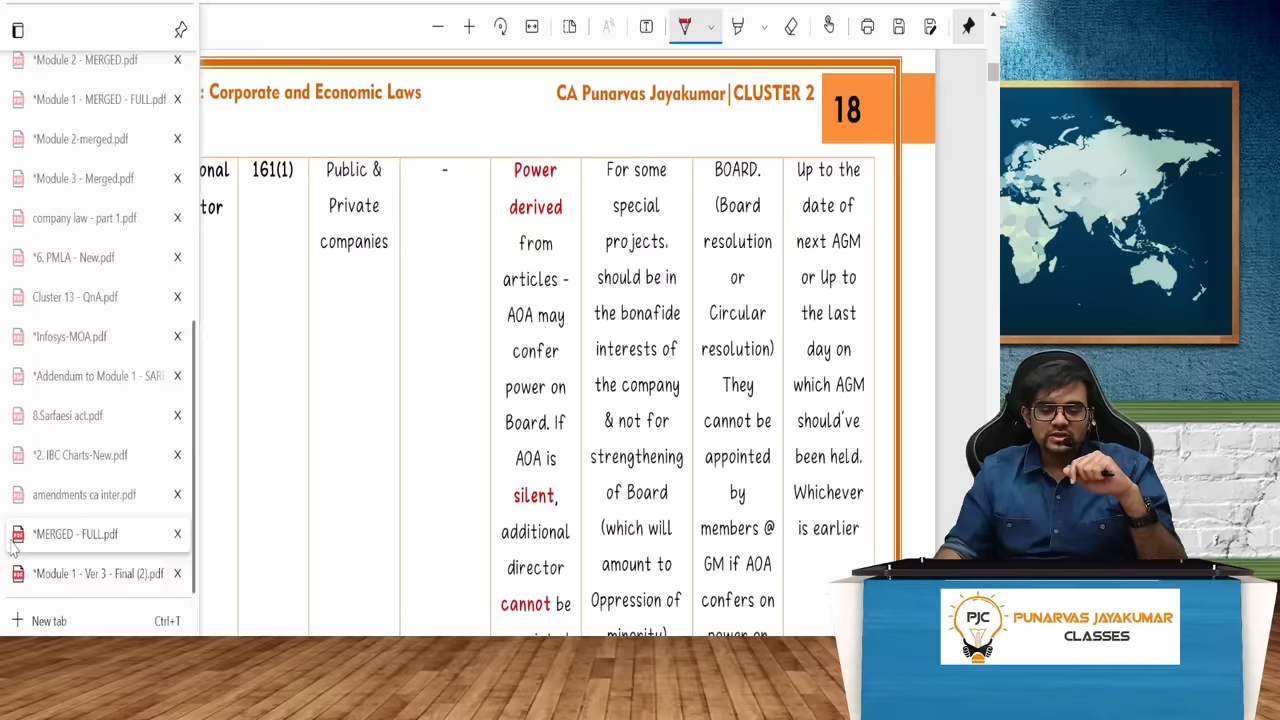 *Module 2 - MERGED.pdf
*Module 1 - MERGED - FULL.pdf
*Module 2-merged.pdf
*Module 3 - Merged.pdf
company law - part 1.pdf
*6. PMLA - New.pdf
Cluster 13 - QnA.pdf
*Infosys-MOA.pdf
*Addendum to Module 1 - SAR
8.Sarfaesi act.pdf
*2. IBC Charts-New.pdf
amendments ca inter.pdf
*MERGED - FULL.pdf
*Module 1 - Ver 3 - Final (2).pdf
New tab Ctrl+T
: Corporate and Economic Laws
CA Punarvas Jayakumar|CLUSTER 2
18
onal
tor
161(1)
Public &
Private
companies
-
Power
derived
from
articles -
AOA may
confer
power on
Board. If
AOA is
silent,
additional
director
cannot be
For some
special
projects.
should be in
the bonafide
interests of
the company
& not for
strengthening
of Board
(which will
amount to
Oppression of
minority)
BOARD.
(Board
resolution
or
Circular
resolution)
They
cannot be
appointed
by
members @
GM if AOA
confers on
power on
Up to the
date of
next AGM
or Up to
the last
day on
which AGM
should've
been held.
Whichever
is earlier
PJC
PUNARVAS JAYAKUMAR
CLASSES